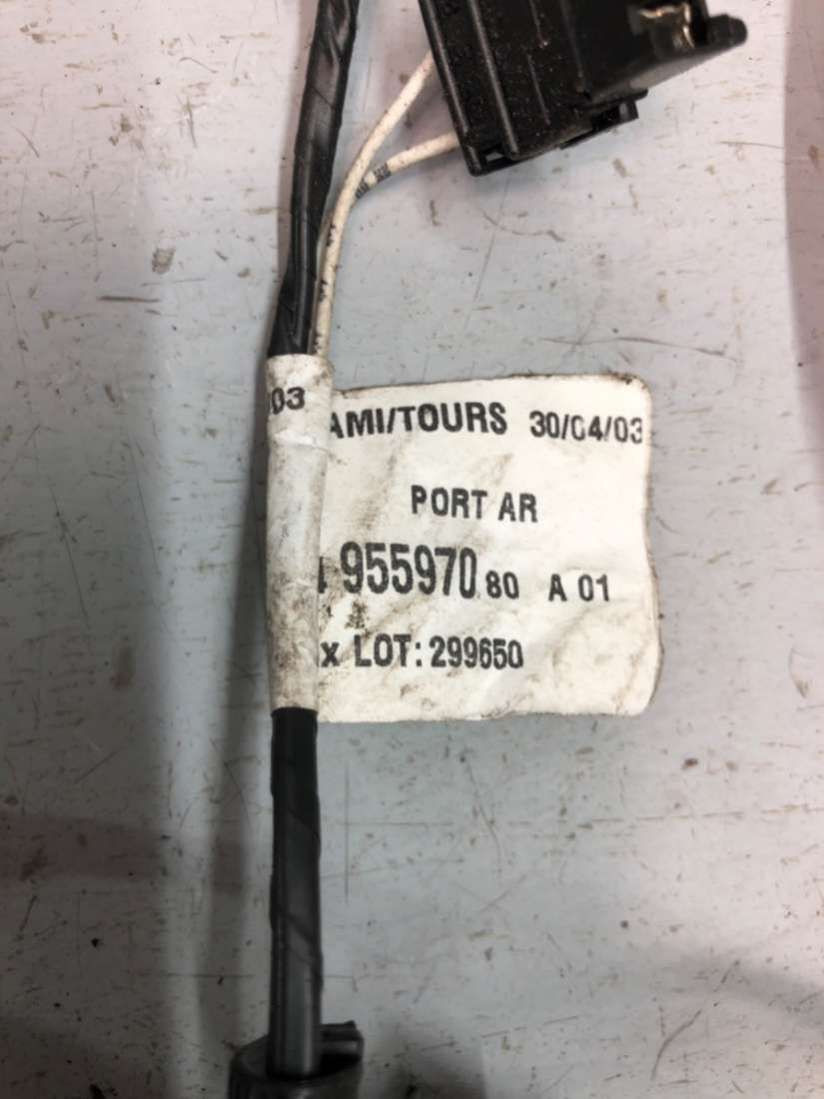 03
AMI/TOURS 30/04/03
PORT AR
955970 80 A 01
x LOT: 299650